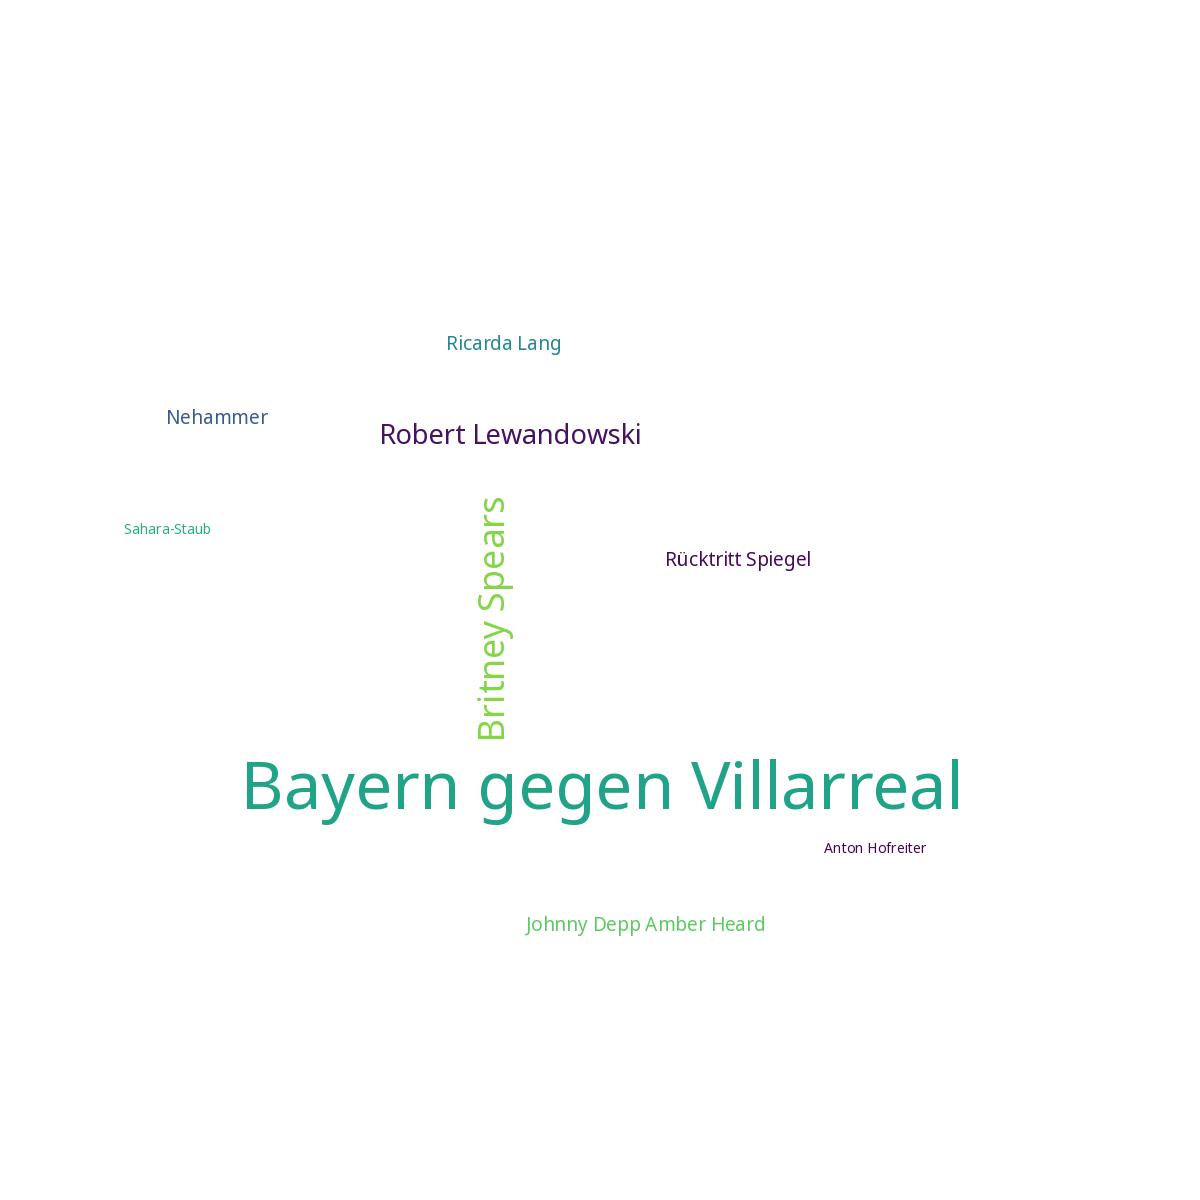 Ricarda Lang
Nehammer
Robert Lewandowski
Sahara-Staub
Britney Spears
Rücktritt Spiegel
Bayern gegen Villarreal
Anton Hofreiter
Johnny Depp Amber Heard